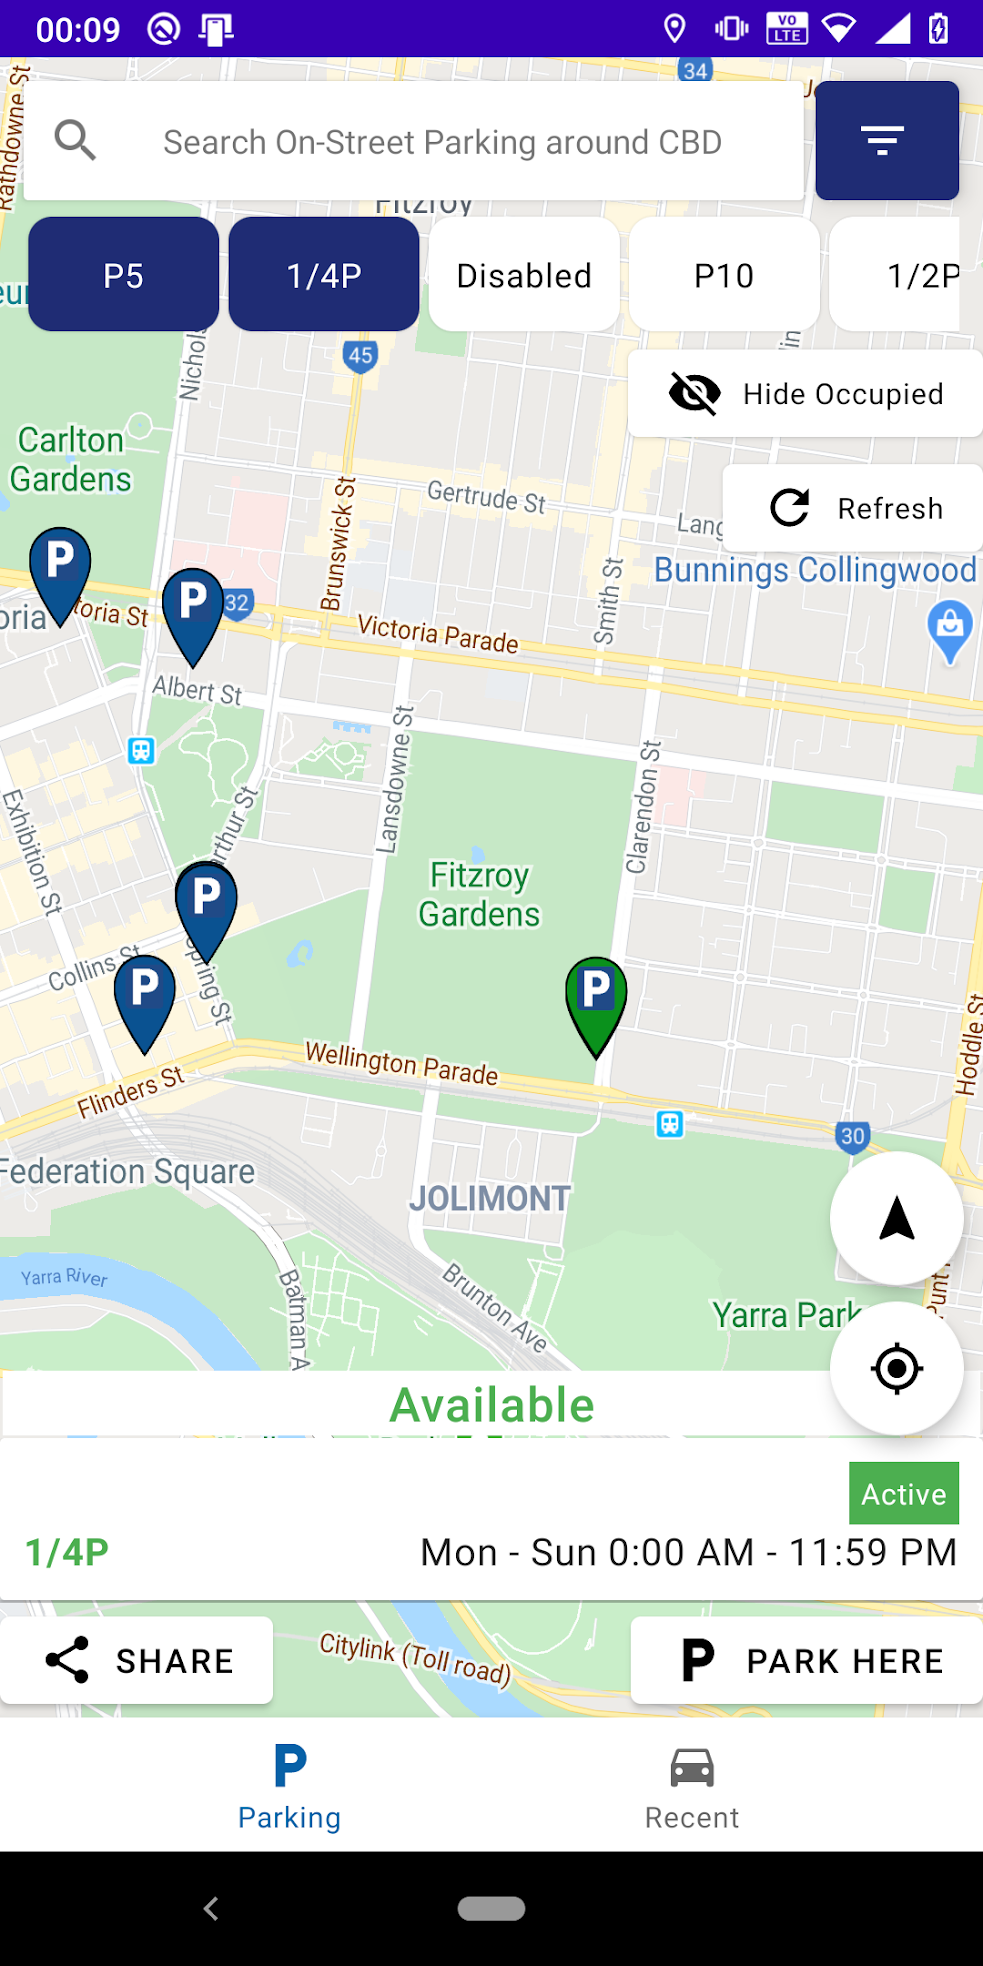 00:09
VO
LTE
34
Rathdowne St
Search On-Street Parking around CBD
Fitzroy
P5
1/4P
Disabled
P10
1/2P
45
Hide Occupied
Carlton
Gardens
Gertrude St
Brunswick St
Refresh
Bunnings Collingwood
Smith St
P
P
32
toria St
Victoria Parade
Albert St
Lansdowne St
Clarendon St
Exhibition St
arthur St
Fitzroy
Gardens
P
Collins St
Spring St
P
P
Hoddle St
Wellington Parade
Flinders St
30
Federation Square
JOLIMONT
Yarra River
Batman A
Brunton Ave
Yarra Park
Punt
Available
Active
1/4P
Mon - Sun 0:00 AM - 11:59 PM
SHARE
Citylink (Toll road)
P PARK HERE
P
Parking
Recent